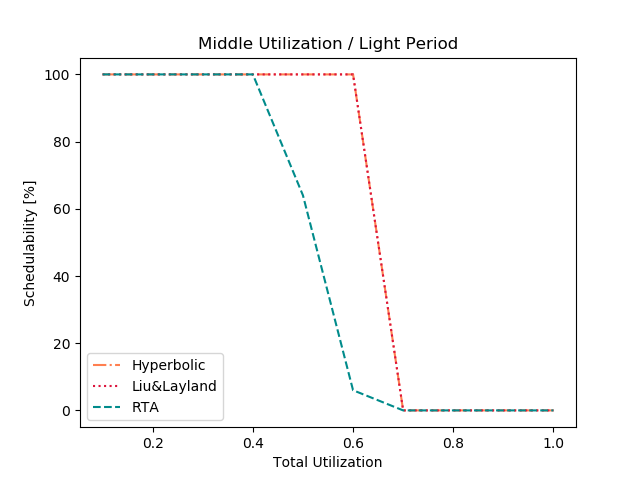 Middle Utilization / Light Period
Schedulability [%]
100
80
60
40
20
0
Hyperbolic
Liu&Layland
RTA
0.2 0.4 0.6 0.8 1.0
Total Utilization